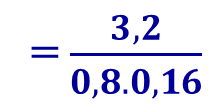 = 3,2
0,8.0,16